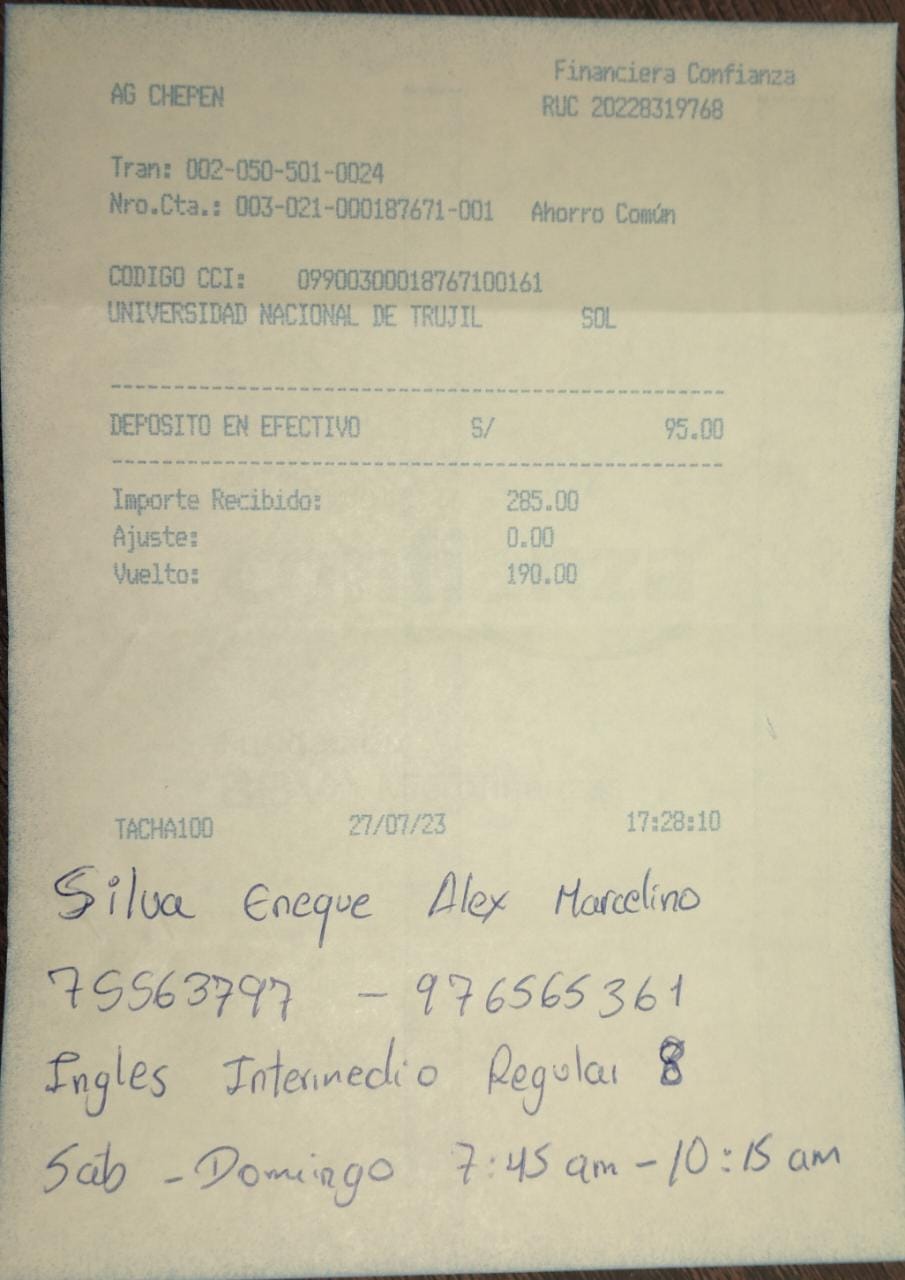 Financiera Confianza
AG CHEPEN
RUC 20228319768
Tran: 002-050-501-0024
Nro.Cta.: 003-021-000187671-001 Ahorro Común
CODIGO CCI: 09900300018767100161
UNIVERSIDAD NACIONAL DE TRUJIL SOL
DEPOSITO EN EFECTIVO S/ 95.00
Importe Recibido: 285.00
Ajuste: 0.00
Vuelto: 190.00
TACHA100 27/07/23 17:28:10
Silva Eneque Alex Marcelino
75563797 - 976565361
Ingles Intermedio Regular 8
Sab - Domingo 7:45 am - 10:15 am